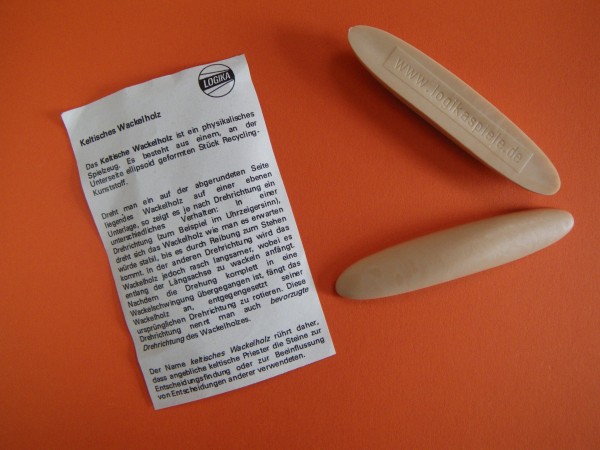 LOGIKA
Keltisches Wackelholz
Das Keltische Wackelholz ist ein physikalisches
Spielzeug. Es besteht aus einem, an der
Unterseite ellipsoid geformten Stück Recycling-
Kunststoff.
Dreht man ein auf der abgerundeten Seite
liegendes Wackelholz auf einer ebenen
Unterlage, so zeigt es je nach Drehrichtung ein
unterschiedliches Verhalten: In einer
Drehrichtung (zum Beispiel im Uhrzeigersinn),
dreht sich das Wackelholz wie man es erwarten
würde stabil, bis es durch Reibung zum Stehen
kommt. In der anderen Drehrichtung wird das
Wackelholz jedoch rasch langsamer, wobei es
entlang der Längsachse zu wackeln anfängt.
Nachdem die Drehung komplett in eine
Wackelschwingung übergegangen ist, fängt das
Wackelholz an, entgegengesetzt seiner
ursprünglichen Drehrichtung zu rotieren. Diese
Drehrichtung nennt man auch bevorzugte
Drehrichtung des Wackelholzes.
Der Name keltisches Wackelholz rührt daher,
dass angebliche keltische Priester die Steine zur
Entscheidungsfindung oder zur Beeinflussung
von Entscheidungen anderer verwendeten.
www.logikaspiele.de